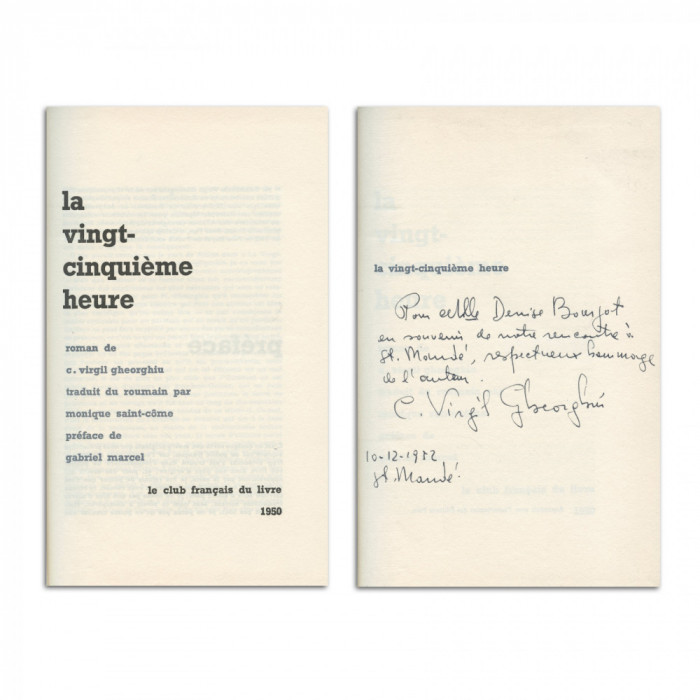 la
vingt-
cinquième
heure
roman de
c. virgil gheorghiu
traduit du roumain par
monique saint-côme
préface de
gabriel marcel
le club français du livre
1950
la vingt-cinquième heure
Pour Denise Bourgot
en souvenir de notre rencontre à
St. Mandé, respectueux hommage
de l'auteur.
C. Virgil Gheorghiu
10-12-1952
St. Mandé.